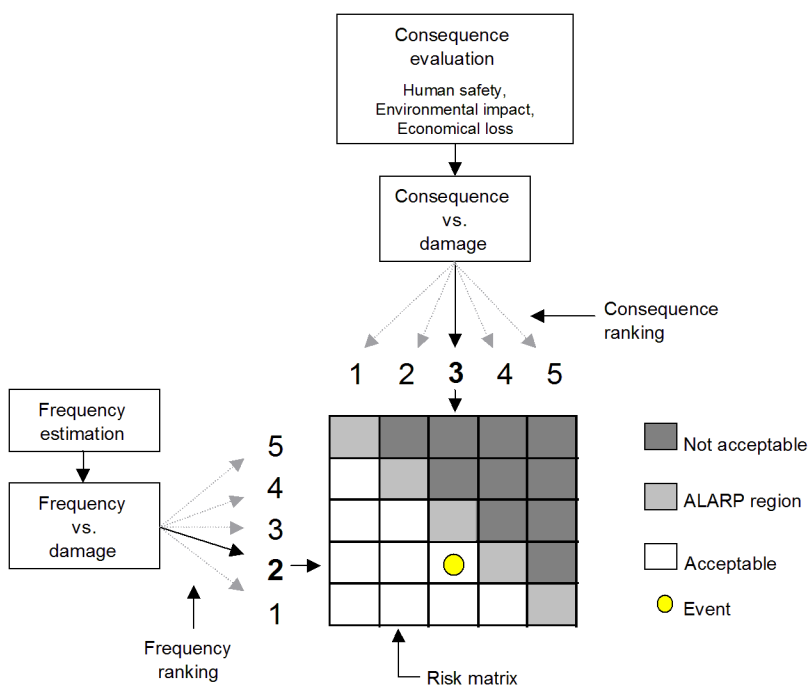 Consequence
evaluation
Human safety,
Environmental impact,
Economical loss
Consequence
vs.
damage
Consequence
ranking
1 2 3 4 5
Frequency
estimation
Frequency
vs.
damage
5
4
3
2
1
Frequency
ranking
Risk matrix
Not acceptable
ALARP region
Acceptable
Event